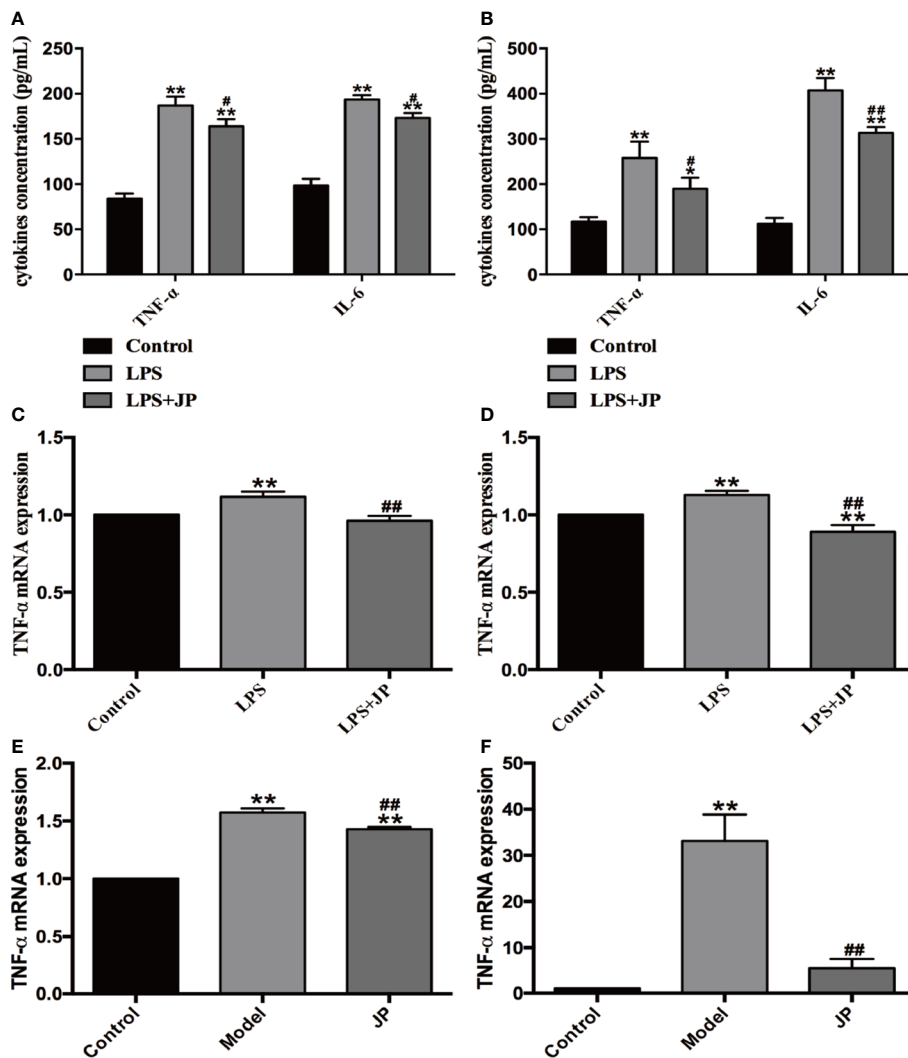 A
cytokines concentration (pg/mL)
250
200
150
100
50
0
**
#
**
**
#
**
TNF-α
IL-6
B
cytokines concentration (pg/mL)
500
400
300
200
100
0
**
#
*
**
##
**
TNF-α
IL-6
Control
LPS
LPS+JP
Control
LPS
LPS+JP
C
TNF-α mRNA expression
1.5
1.0
0.5
0.0
**
##
Control
LPS
LPS+JP
D
TNF-α mRNA expression
1.5
1.0
0.5
0.0
**
##
**
Control
LPS
LPS+JP
E
TNF-α mRNA expression
2.0
1.5
1.0
0.5
0.0
**
##
**
Control
Model
JP
F
TNF-α mRNA expression
50
40
30
20
10
0
**
##
Control
Model
JP